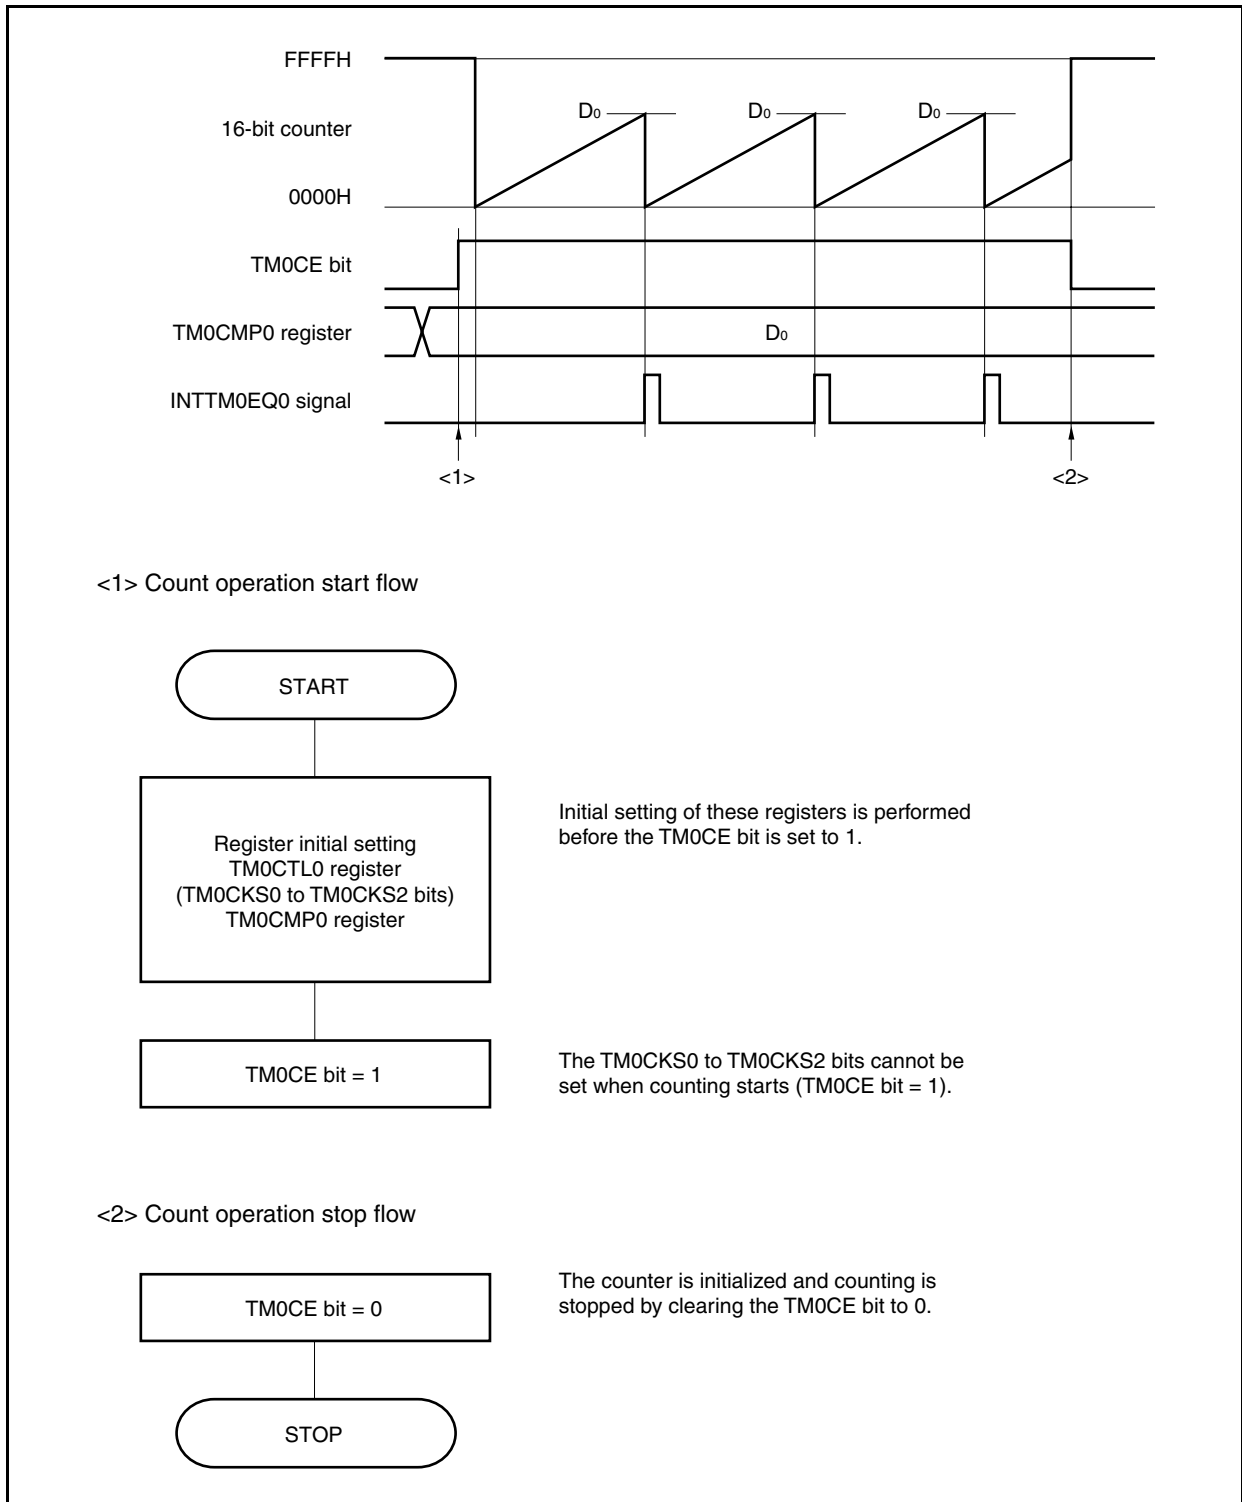 FFFFH
D0 D0 D0
16-bit counter
0000H
TM0CE bit
TM0CMP0 register
D0
INTTM0EQ0 signal
<1> <2>
<1> Count operation start flow
START
Register initial setting
TM0CTL0 register
(TM0CKS0 to TM0CKS2 bits)
TM0CMP0 register
Initial setting of these registers is performed
before the TM0CE bit is set to 1.
TM0CE bit = 1
The TM0CKS0 to TM0CKS2 bits cannot be
set when counting starts (TM0CE bit = 1).
<2> Count operation stop flow
TM0CE bit = 0
The counter is initialized and counting is
stopped by clearing the TM0CE bit to 0.
STOP